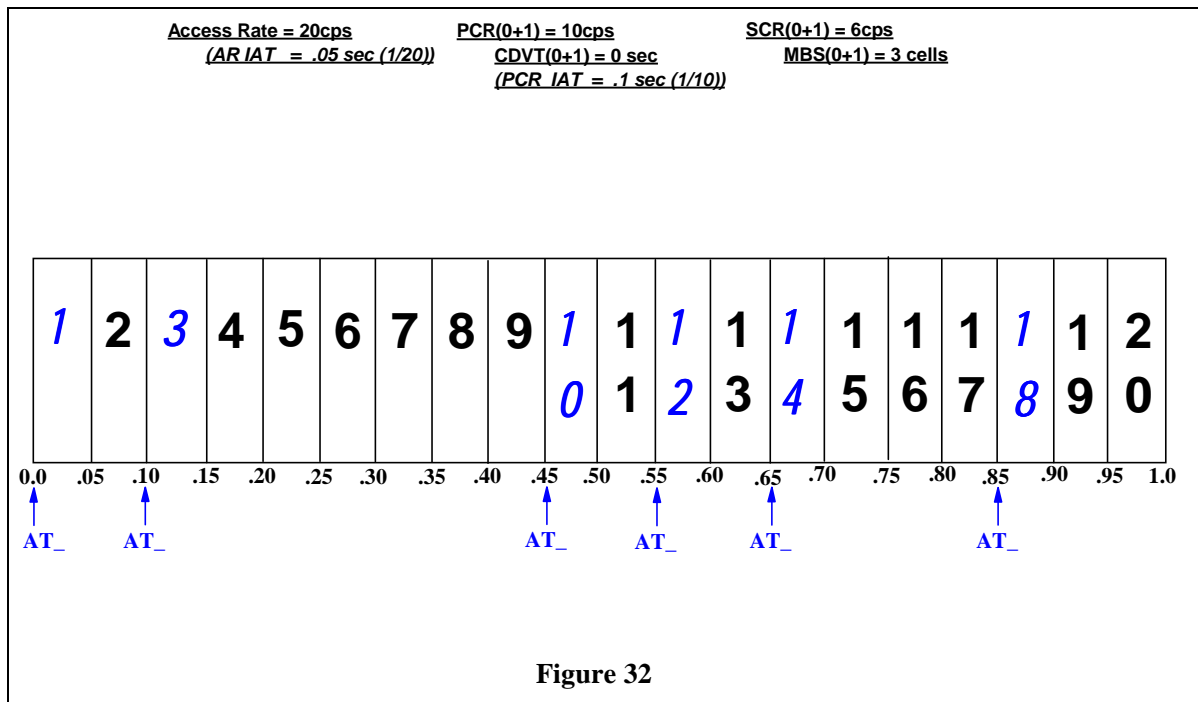 Access Rate = 20cps PCR(0+1) = 10cps SCR(0+1) = 6cps
(AR IAT = .05 sec (1/20)) CDVT(0+1) = 0 sec MBS(0+1) = 3 cells
(PCR IAT = .1 sec (1/10))
1 2 3 4 5 6 7 8 9 1 1 1 1 1 1 1 1 1 1 2
0 1 2 3 4 5 6 7 8 9 0
0.0 .05 .10 .15 .20 .25 .30 .35 .40 .45 .50 .55 .60 .65 .70 .75 .80 .85 .90 .95 1.0
AT_ AT_ AT_ AT_ AT_ AT_
Figure 32